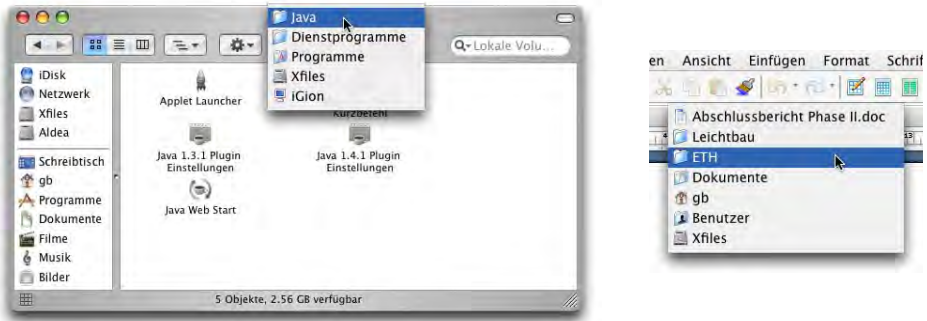 Java
Dienstprogramme
Programme
Xfiles
iGion
Lokale Volu...
iDisk
Netzwerk
Xfiles
Aldea
Schreibtisch
gb
Programme
Dokumente
Filme
Musik
Bilder
Applet Launcher
Kurzbefehl
Java 1.3.1 Plugin
Einstellungen
Java 1.4.1 Plugin
Einstellungen
Java Web Start
5 Objekte, 2.56 GB verfügbar
en Ansicht Einfügen Format Schrif
Abschlussbericht Phase II.doc
Leichtbau
ETH
Dokumente
gb
Benutzer
Xfiles